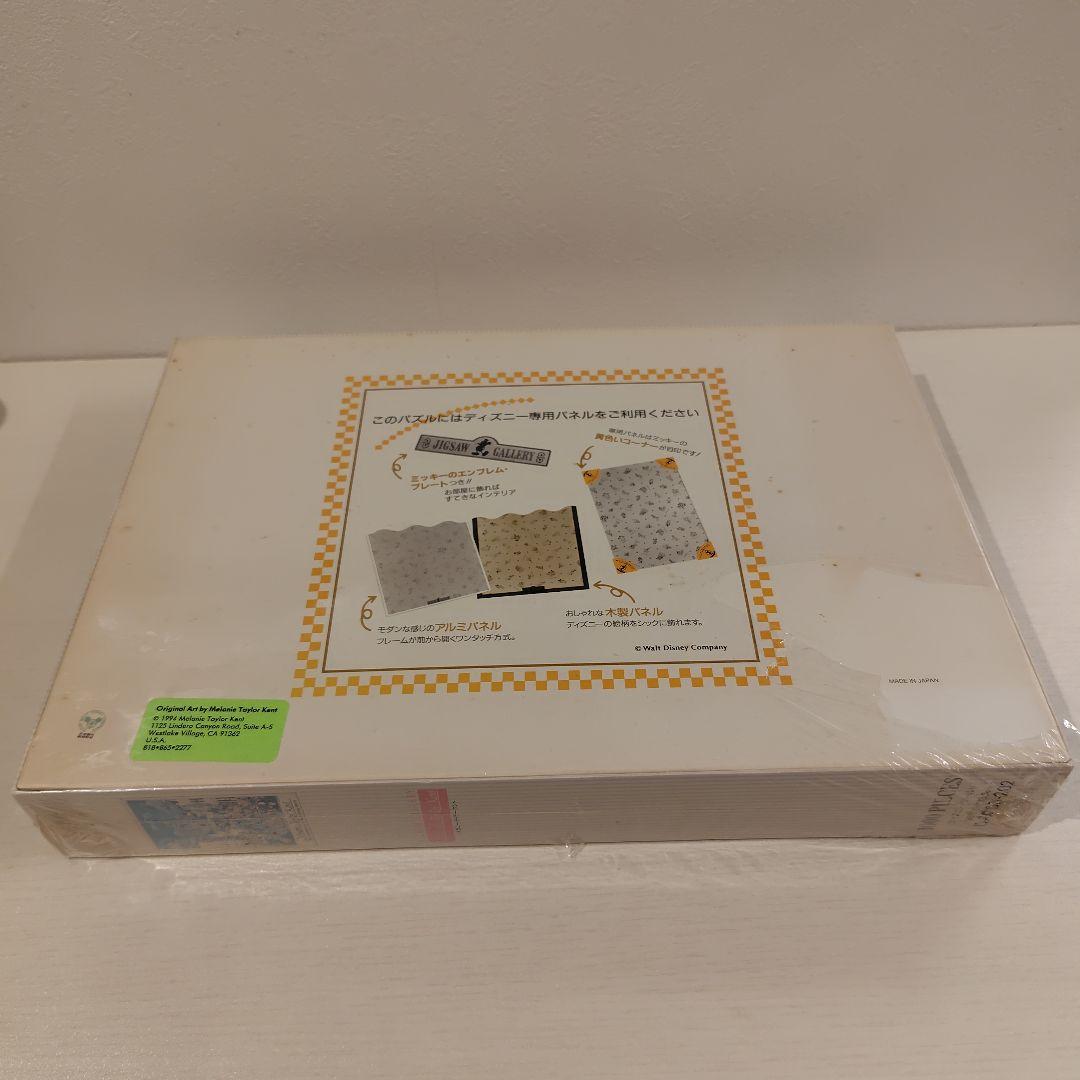 このパズルにはディズニー専用パネルをご利用ください
JIGSAW GALLERY
専用パネルはミッキーの
黄色いコーナーが目印です!
ミッキーのエンブレム・
プレートつき!!
お部屋に飾れば
すてきなインテリア
モダンな感じのアルミパネル
フレームが前から開くワンタッチ方式。
おしゃれな木製パネル
ディズニーの絵柄をシックに飾れます。
© Walt Disney Company
MADE IN JAPAN
Original Art by Melanie Taylor Kent
© 1994 Melanie Taylor Kent
1125 Lindero Canyon Road, Suite A-5
Westlake Village, CA 91362
U.S.A.
818•865•2277
PIECES